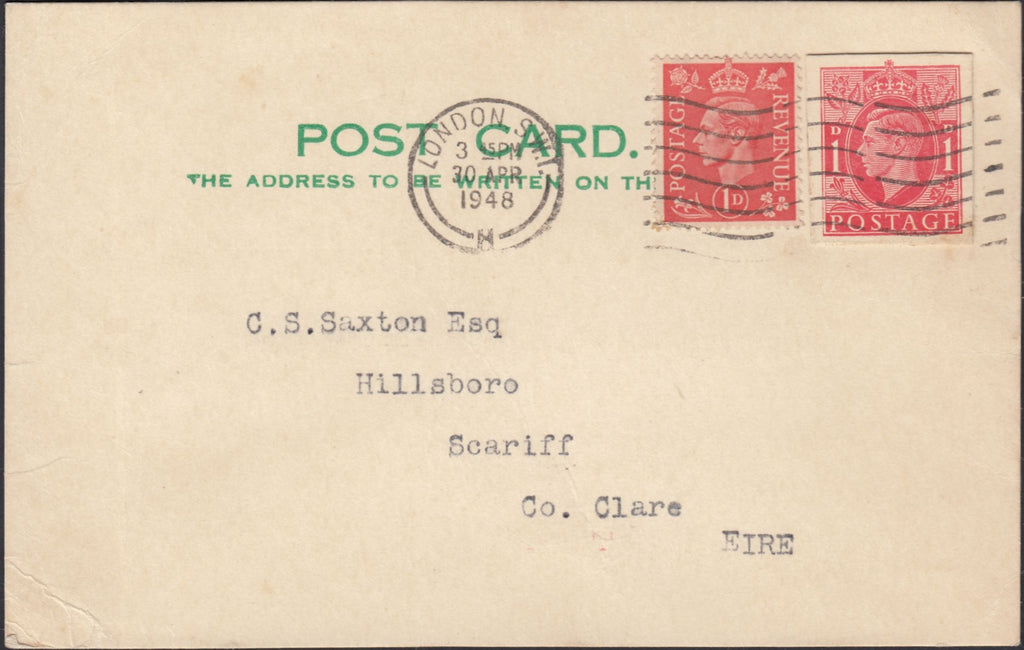 POST CARD.
THE ADDRESS TO BE WRITTEN ON TH
LONDON S.W.1.
3 45PM
30 APR
1948
H
POSTAGE REVENUE
1D
D D
1 1
POSTAGE
C.S.Saxton Esq
Hillsboro
Scariff
Co. Clare
EIRE